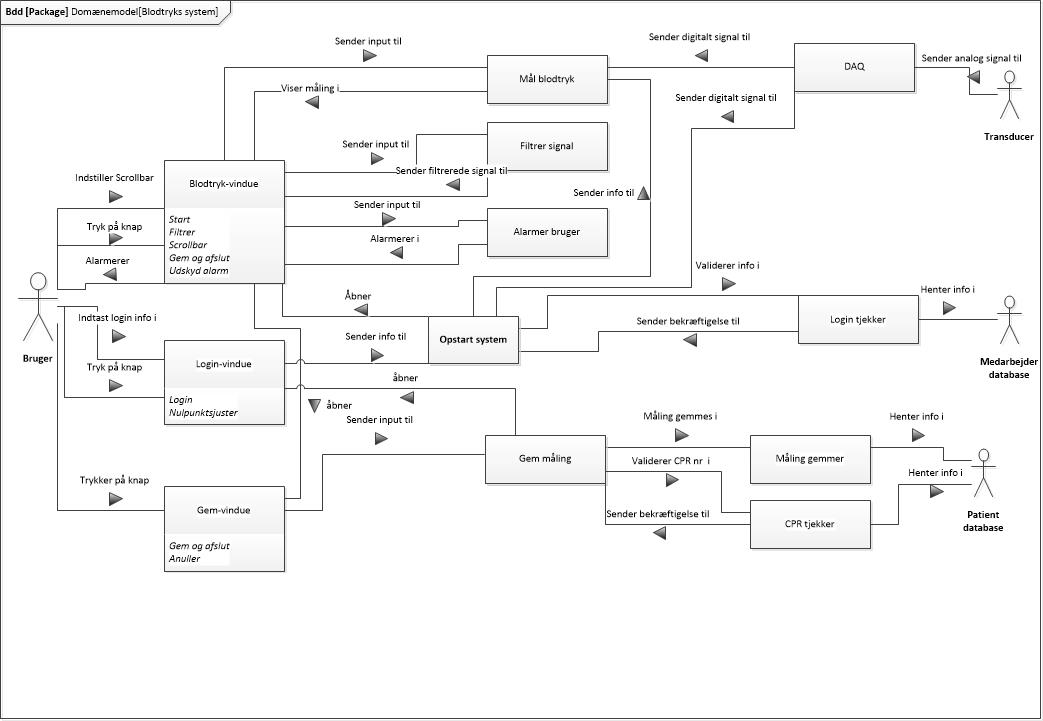 Bdd [Package] Domænemodel[Blodtryks system]
Sender input til
Sender digitalt signal til
Sender analog signal til
Mål blodtryk
DAQ
Viser måling i
Sender digitalt signal til
Transducer
Sender input til
Filtrer signal
Sender filtrerede signal til
Indstiller Scrollbar
Blodtryk-vindue
Sender info til
Sender input til
Start
Filtrer
Scrollbar
Gem og afslut
Udskyd alarm
Tryk på knap
Alarmerer i
Alarmer bruger
Alarmerer
Validerer info i
Åbner
Henter info i
Bruger
Indtast login info i
Sender info til
Opstart system
Sender bekræftigelse til
Login tjekker
Login-vindue
Tryk på knap
Medarbejder
database
åbner
Login
Nulpunktsjuster
åbner
Sender input til
Måling gemmes i
Henter info i
Gem måling
Validerer CPR nr i
Måling gemmer
Henter info i
Trykker på knap
Gem-vindue
Sender bekræftigelse til
CPR tjekker
Patient
database
Gem og afslut
Anuller